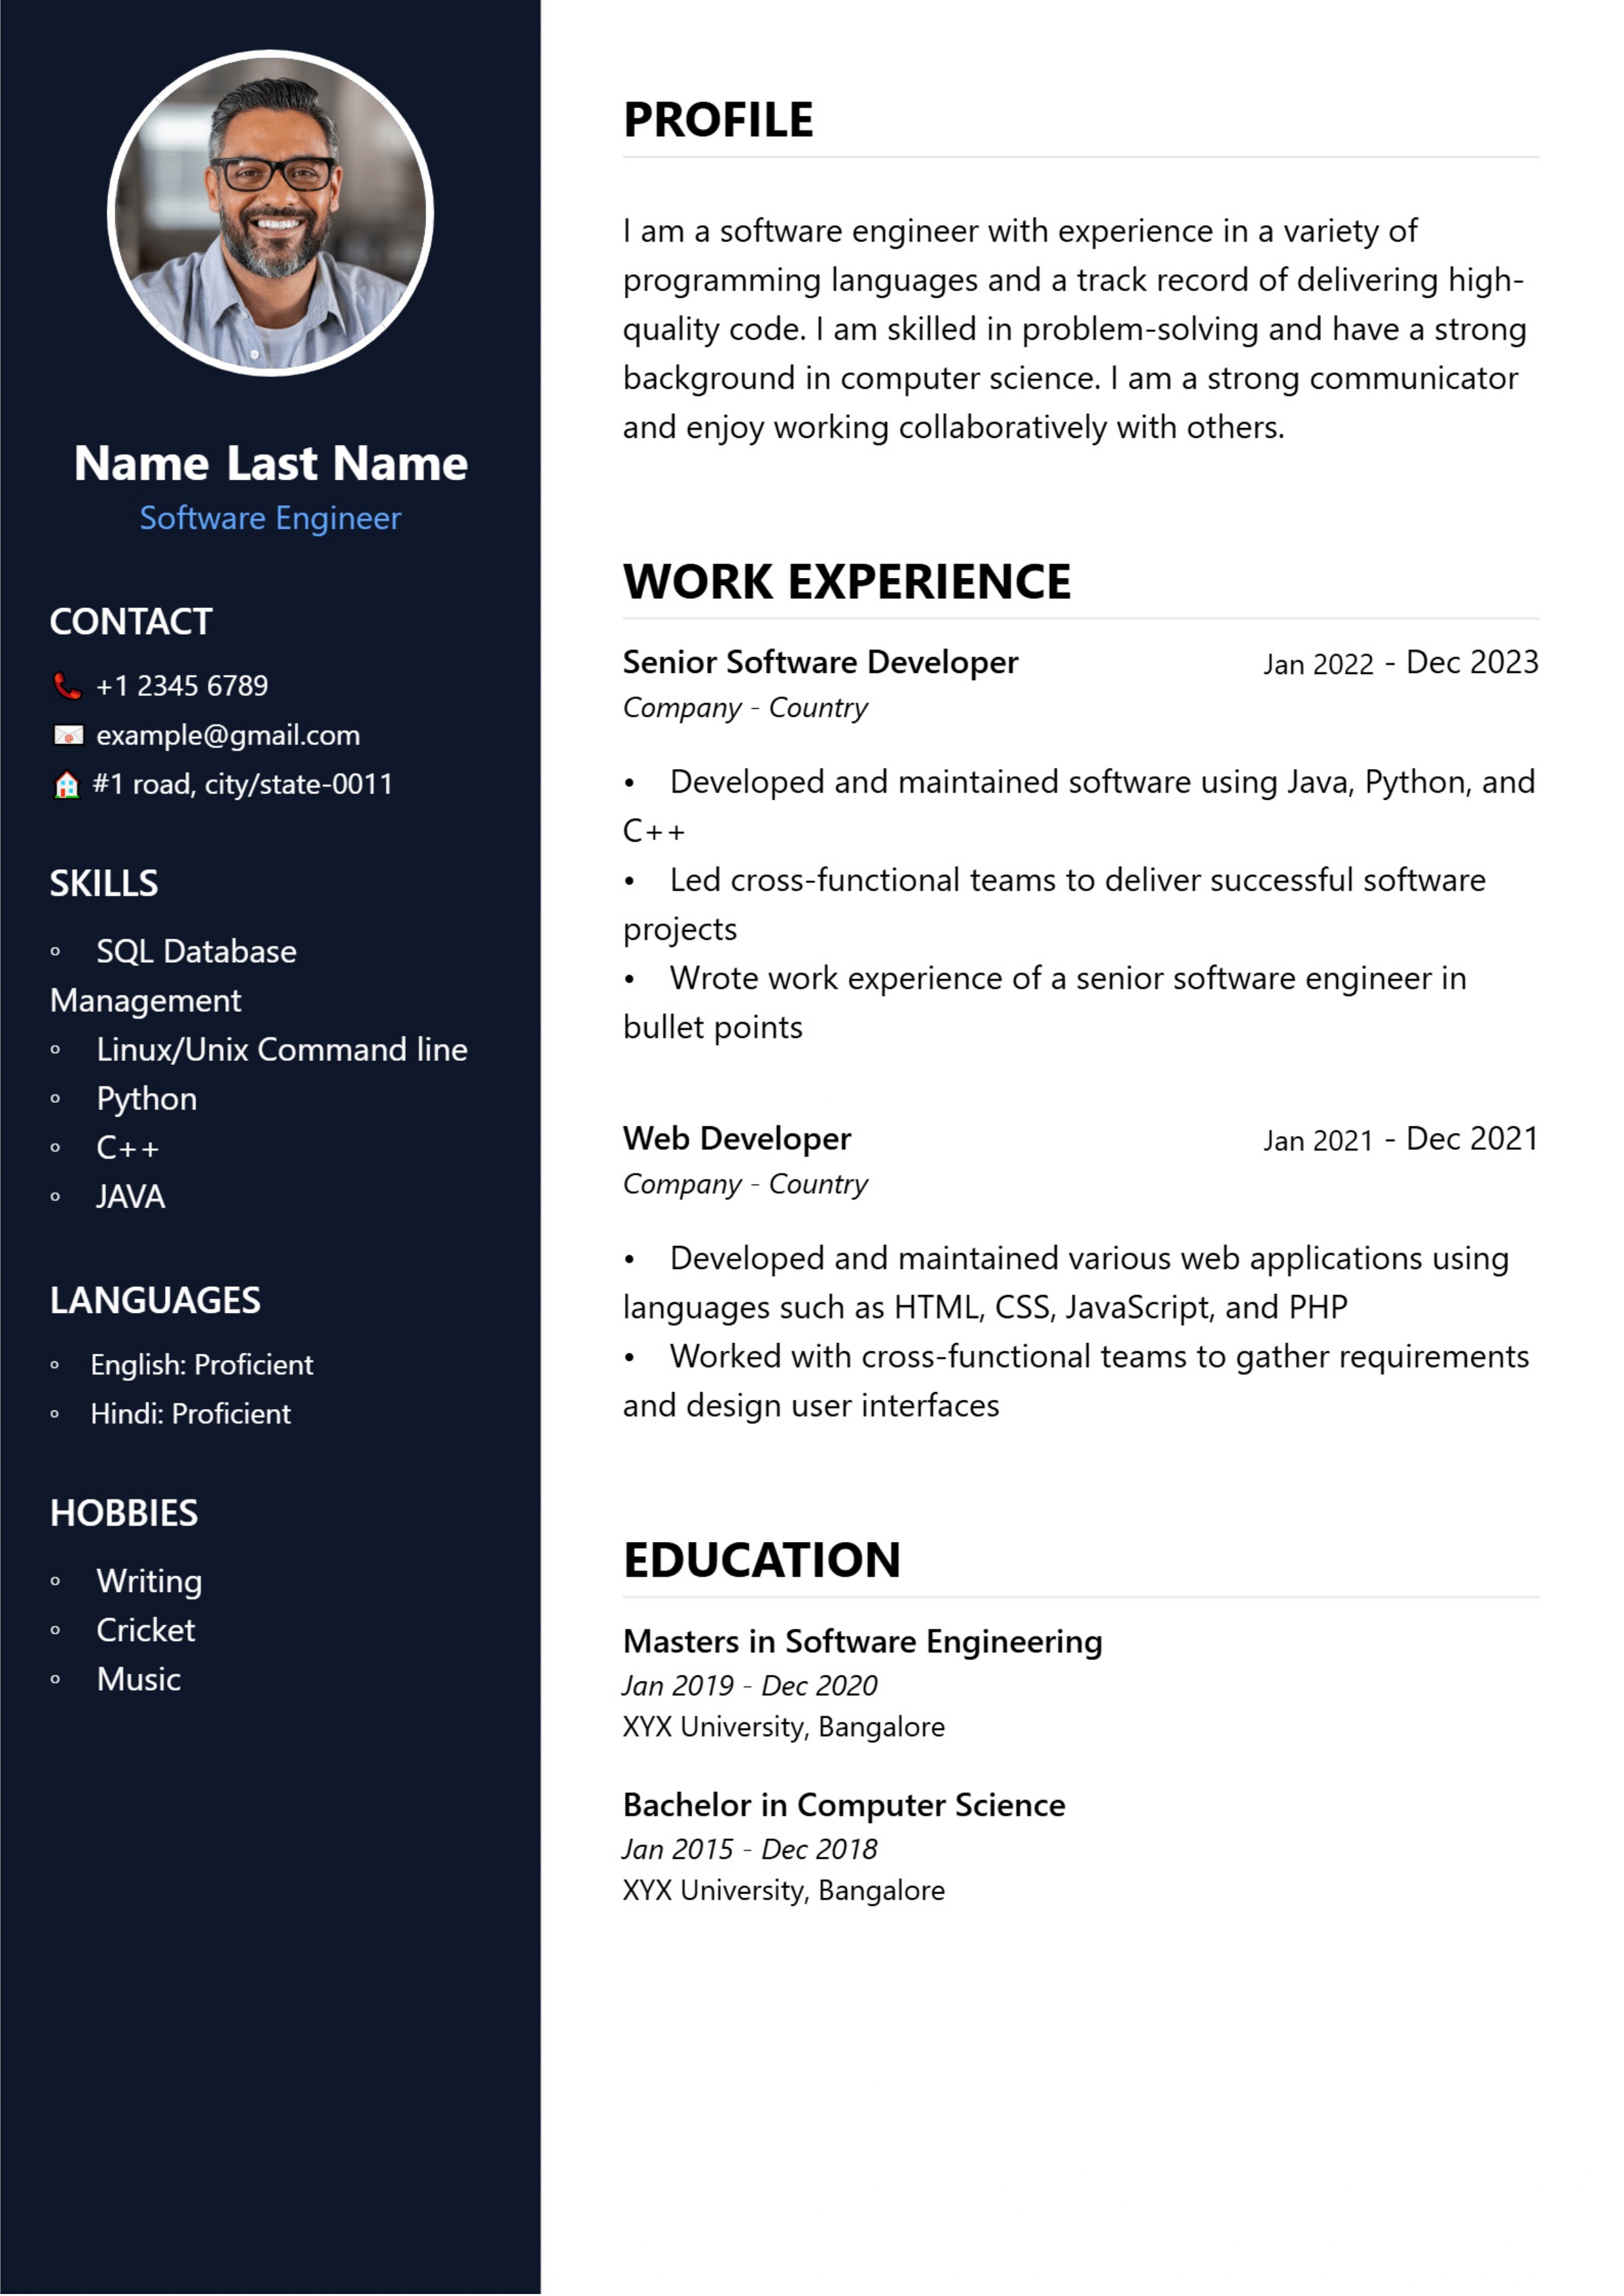 Name Last Name
Software Engineer
CONTACT
+1 2345 6789
example@gmail.com
#1 road, city/state-0011
SKILLS
◦ SQL Database
Management
◦ Linux/Unix Command line
◦ Python
◦ C++
◦ JAVA
LANGUAGES
◦ English: Proficient
◦ Hindi: Proficient
HOBBIES
◦ Writing
◦ Cricket
◦ Music
PROFILE
I am a software engineer with experience in a variety of
programming languages and a track record of delivering high-
quality code. I am skilled in problem-solving and have a strong
background in computer science. I am a strong communicator
and enjoy working collaboratively with others.
WORK EXPERIENCE
Senior Software Developer Jan 2022 - Dec 2023
Company - Country
• Developed and maintained software using Java, Python, and
C++
• Led cross-functional teams to deliver successful software
projects
• Wrote work experience of a senior software engineer in
bullet points
Web Developer Jan 2021 - Dec 2021
Company - Country
• Developed and maintained various web applications using
languages such as HTML, CSS, JavaScript, and PHP
• Worked with cross-functional teams to gather requirements
and design user interfaces
EDUCATION
Masters in Software Engineering
Jan 2019 - Dec 2020
XYX University, Bangalore
Bachelor in Computer Science
Jan 2015 - Dec 2018
XYX University, Bangalore